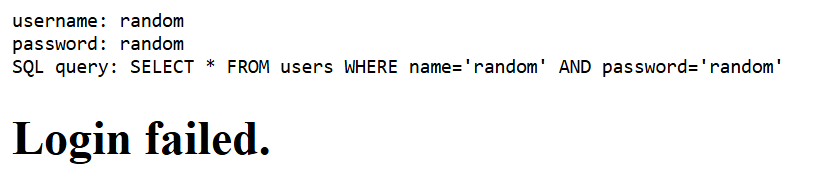 username: random
password: random
SQL query: SELECT * FROM users WHERE name='random' AND password='random'
Login failed.